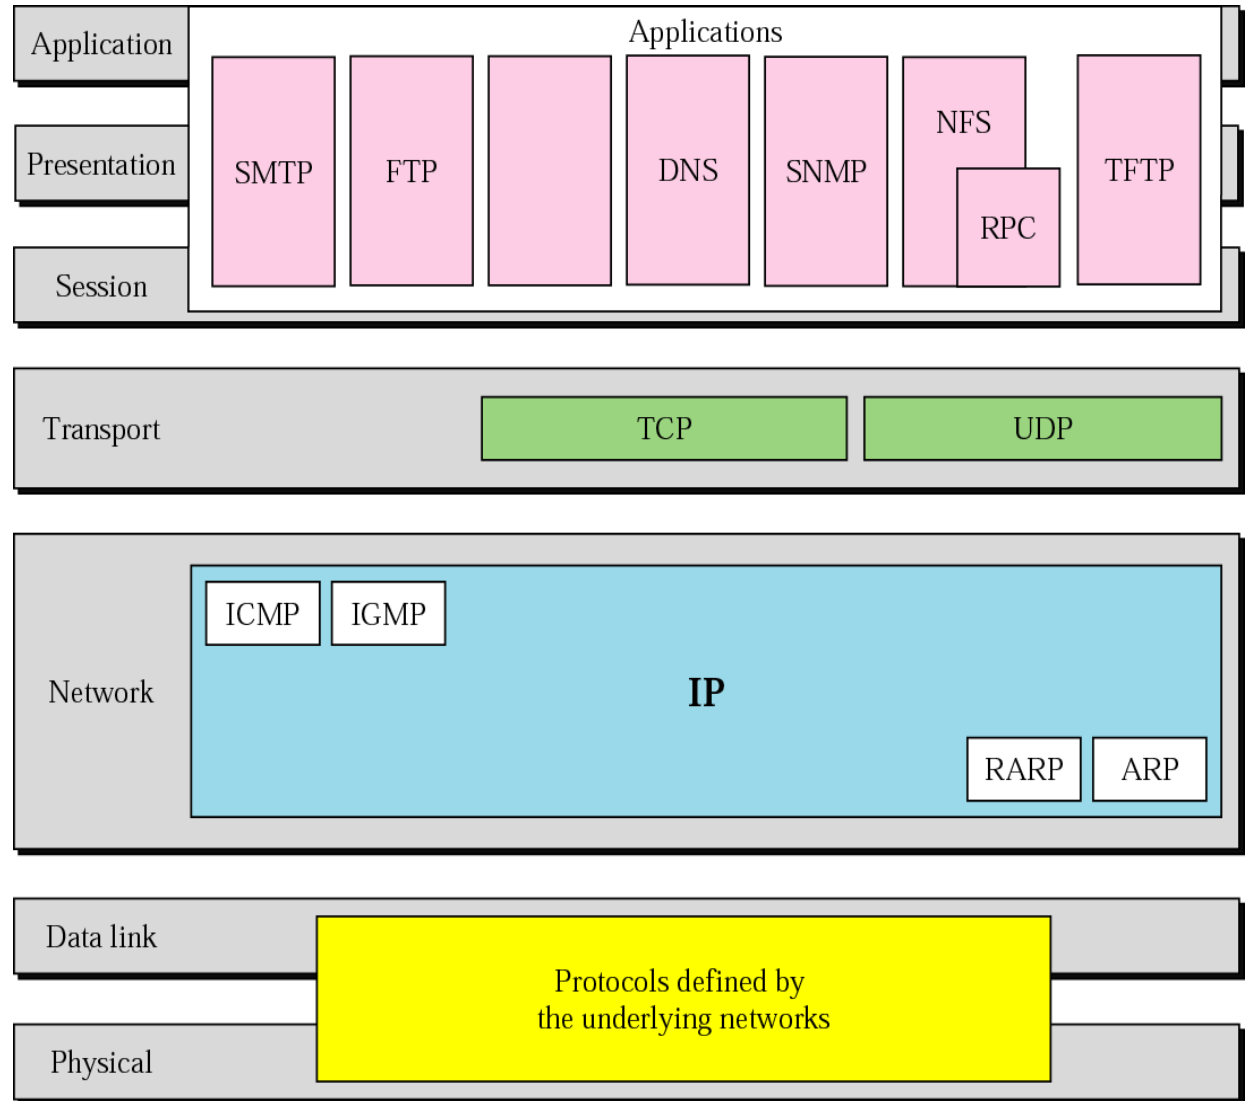 Application
Applications
Presentation
SMTP
FTP
DNS
SNMP
NFS
RPC
TFTP
Session
Transport
TCP
UDP
Network
ICMP
IGMP
IP
RARP
ARP
Data link
Protocols defined by
the underlying networks
Physical